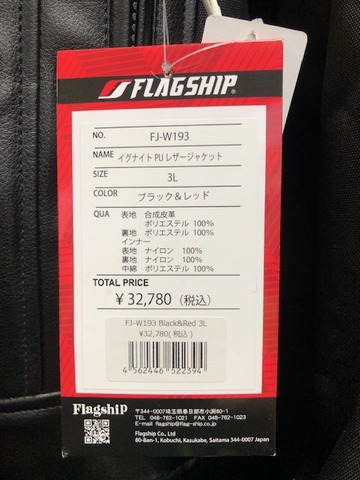 FLAGSHIP
NO. FJ-W193
NAME イグナイト PU レザージャケット
SIZE 3L
COLOR ブラック＆レッド
QUA 表地 合成皮革
ポリエステル 100%
裏地 ポリエステル 100%
インナー
表地 ナイロン 100%
裏地 ナイロン 100%
中綿 ポリエステル 100%
TOTAL PRICE
¥ 32,780（税込）
FJ-W193 Black&Red 3L
¥32,780( 税込 )
4 562446 522394
Flagship
〒344-0007埼玉県春日部市小渕80-1
TEL 048-762-1021 FAX 048-762-1023
E-mail flagship@flag-ship.co.jp
Flagship Co., Ltd
80-Ban-1, Kobuchi, Kasukabe, Saitama 344-0007 Japan